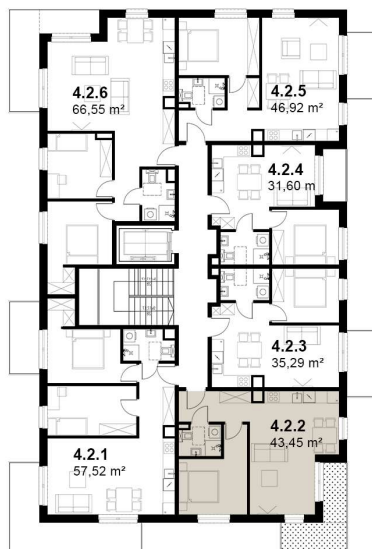 4.2.6
66,55 m²
4.2.5
46,92 m²
4.2.4
31,60 m
4.2.3
35,29 m²
4.2.2
43,45 m²
4.2.1
57,52 m²